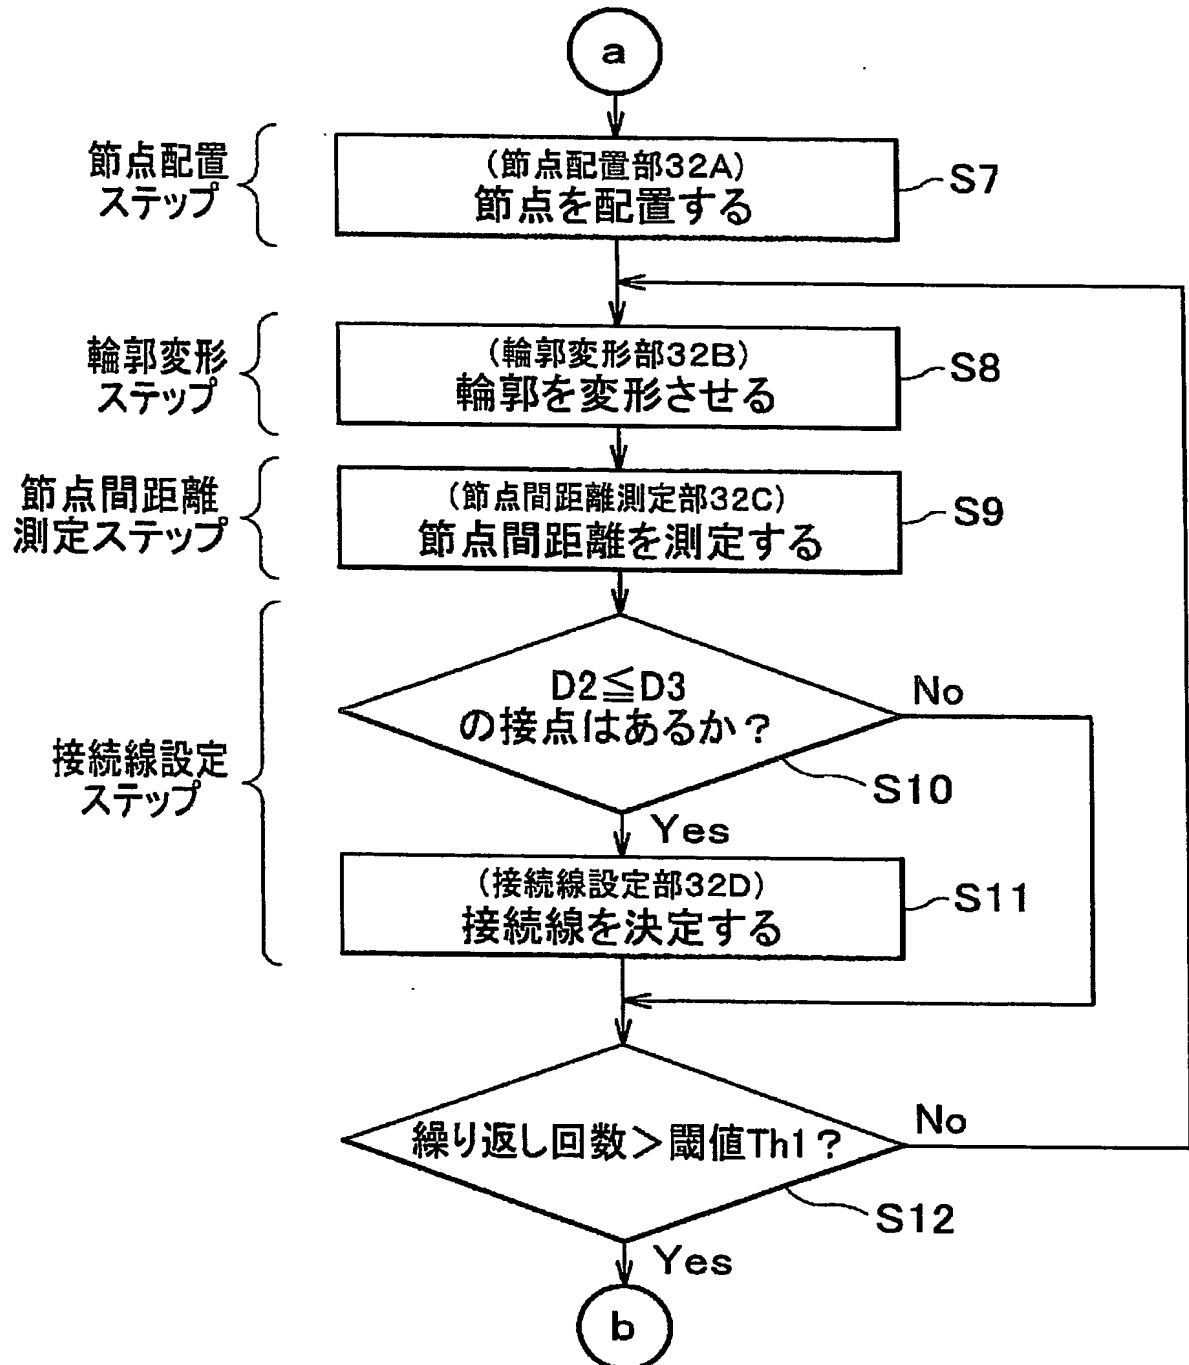 a
節点配置
ステップ
(節点配置部32A)
節点を配置する
S7
輪郭変形
ステップ
(輪郭変形部32B)
輪郭を変形させる
S8
節点間距離
測定ステップ
(節点間距離測定部32C)
節点間距離を測定する
S9
接続線設定
ステップ
D2≦D3
の接点はあるか?
No
S10
Yes
(接続線設定部32D)
接続線を決定する
S11
繰り返し回数>閾値Th1?
No
S12
Yes
b